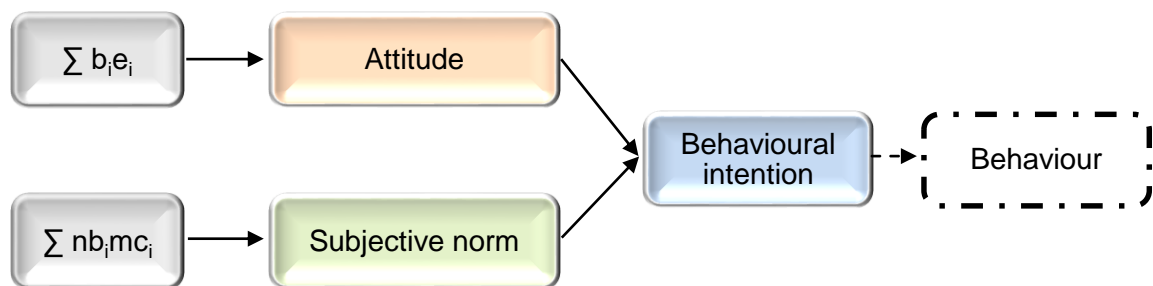 ∑ bᵢeᵢ
Attitude
Behavioural
intention
Behaviour
∑ nbᵢmcᵢ
Subjective norm